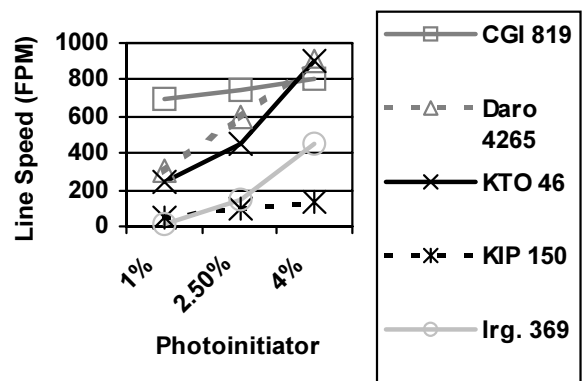 Line Speed (FPM)
1000
800
600
400
200
0
1%
2.50%
4%
Photoinitiator
CGI 819
Daro
4265
KTO 46
KIP 150
Irg. 369